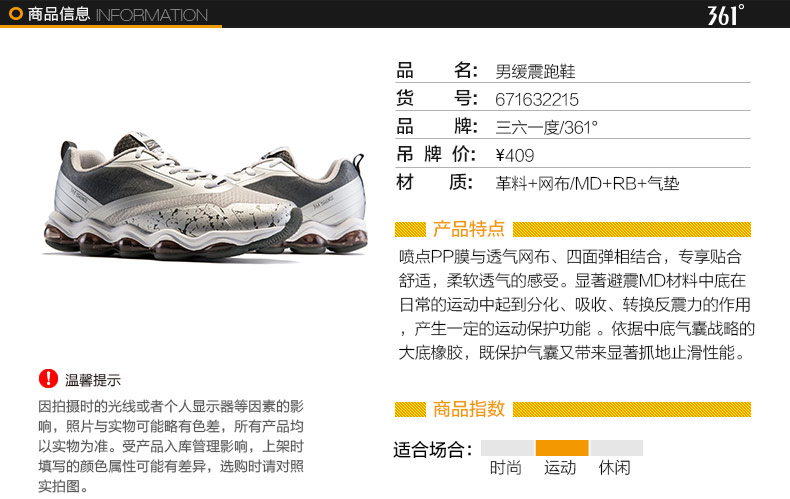 商品信息 INFORMATION
361°
品 名: 男缓震跑鞋
货 号: 671632215
品 牌: 三六一度/361°
吊牌价: ¥409
材 质: 革料+网布/MD+RB+气垫
产品特点
喷点PP膜与透气网布、四面弹相结合，专享贴合
舒适，柔软透气的感受。显著避震MD材料中底在
日常的运动中起到分化、吸收、转换反震力的作用
，产生一定的运动保护功能 。依据中底气囊战略的
大底橡胶，既保护气囊又带来显著抓地止滑性能。
温馨提示
因拍摄时的光线或者个人显示器等因素的影
响，照片与实物可能略有色差，所有产品均
以实物为准。受产品入库管理影响，上架时
填写的颜色属性可能有差异，选购时请对照
实拍图。
商品指数
适合场合:
时尚 运动 休闲